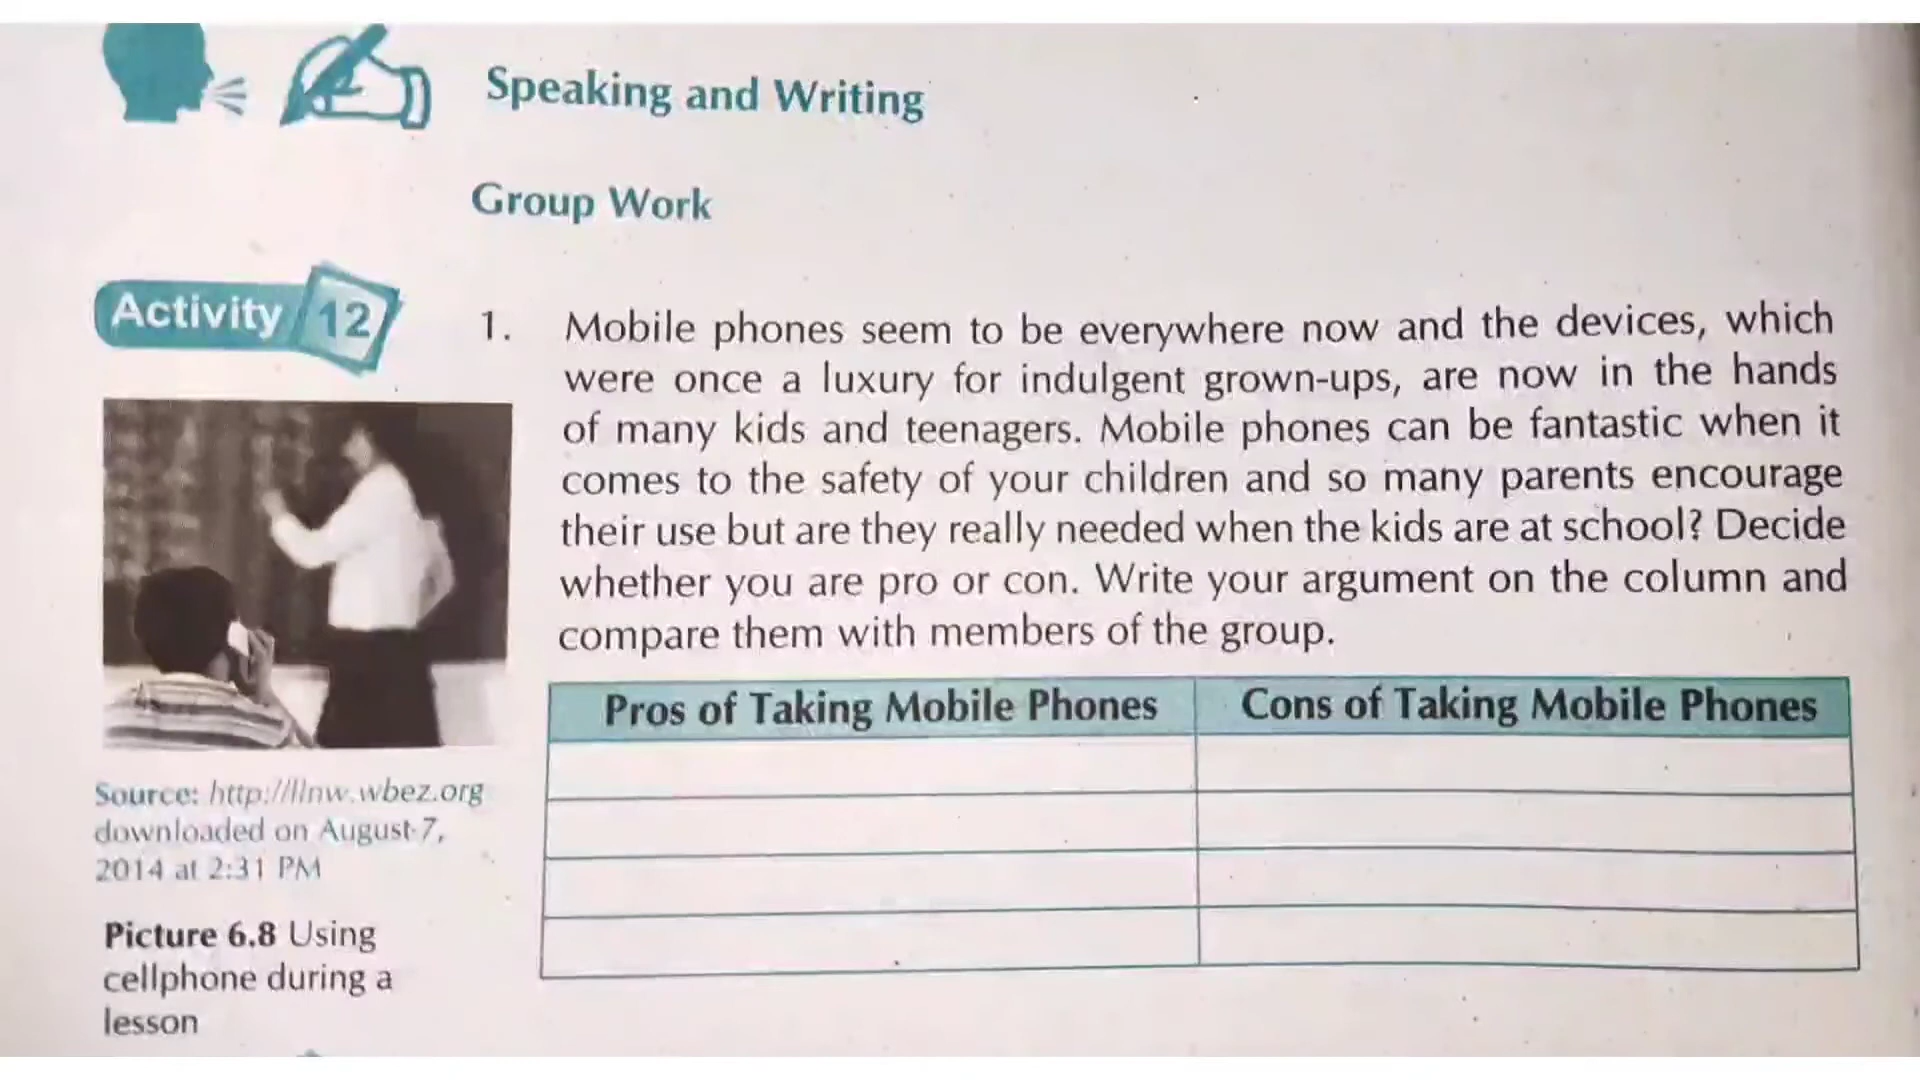 Speaking and Writing
Group Work
Activity 12
1. Mobile phones seem to be everywhere now and the devices, which
were once a luxury for indulgent grown-ups, are now in the hands
of many kids and teenagers. Mobile phones can be fantastic when it
comes to the safety of your children and so many parents encourage
their use but are they really needed when the kids are at school? Decide
whether you are pro or con. Write your argument on the column and
compare them with members of the group.
Pros of Taking Mobile Phones
Cons of Taking Mobile Phones
Source: http://llnw.wbez.org
downloaded on August 7,
2014 at 2:31 PM
Picture 6.8 Using
cellphone during a
lesson